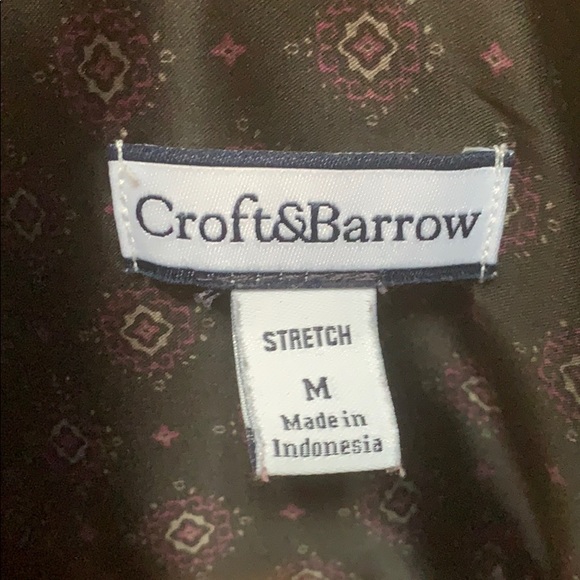 Croft&Barrow
STRETCH
M
Made in
Indonesia